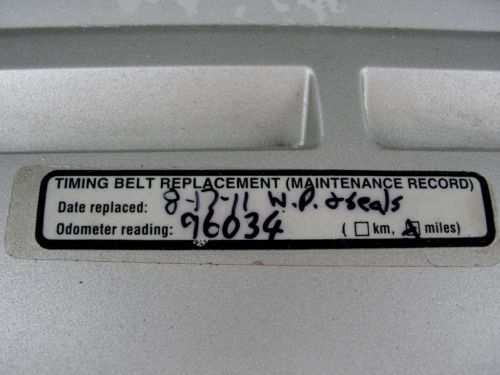 TIMING BELT REPLACEMENT (MAINTENANCE RECORD)
Date replaced: 8-17-11 W.P. & seals
Odometer reading: 96034 ( km, miles)